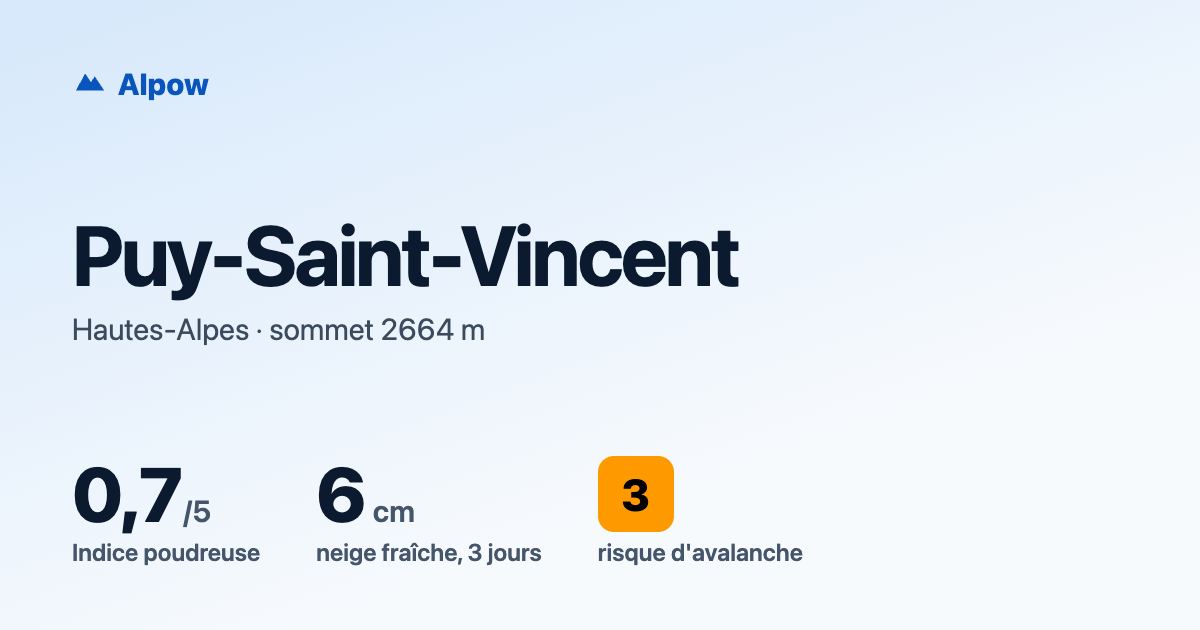 Alpow
Puy-Saint-Vincent
Hautes-Alpes · sommet 2664 m
0,7/5
Indice poudreuse
6 cm
neige fraîche, 3 jours
3
risque d'avalanche